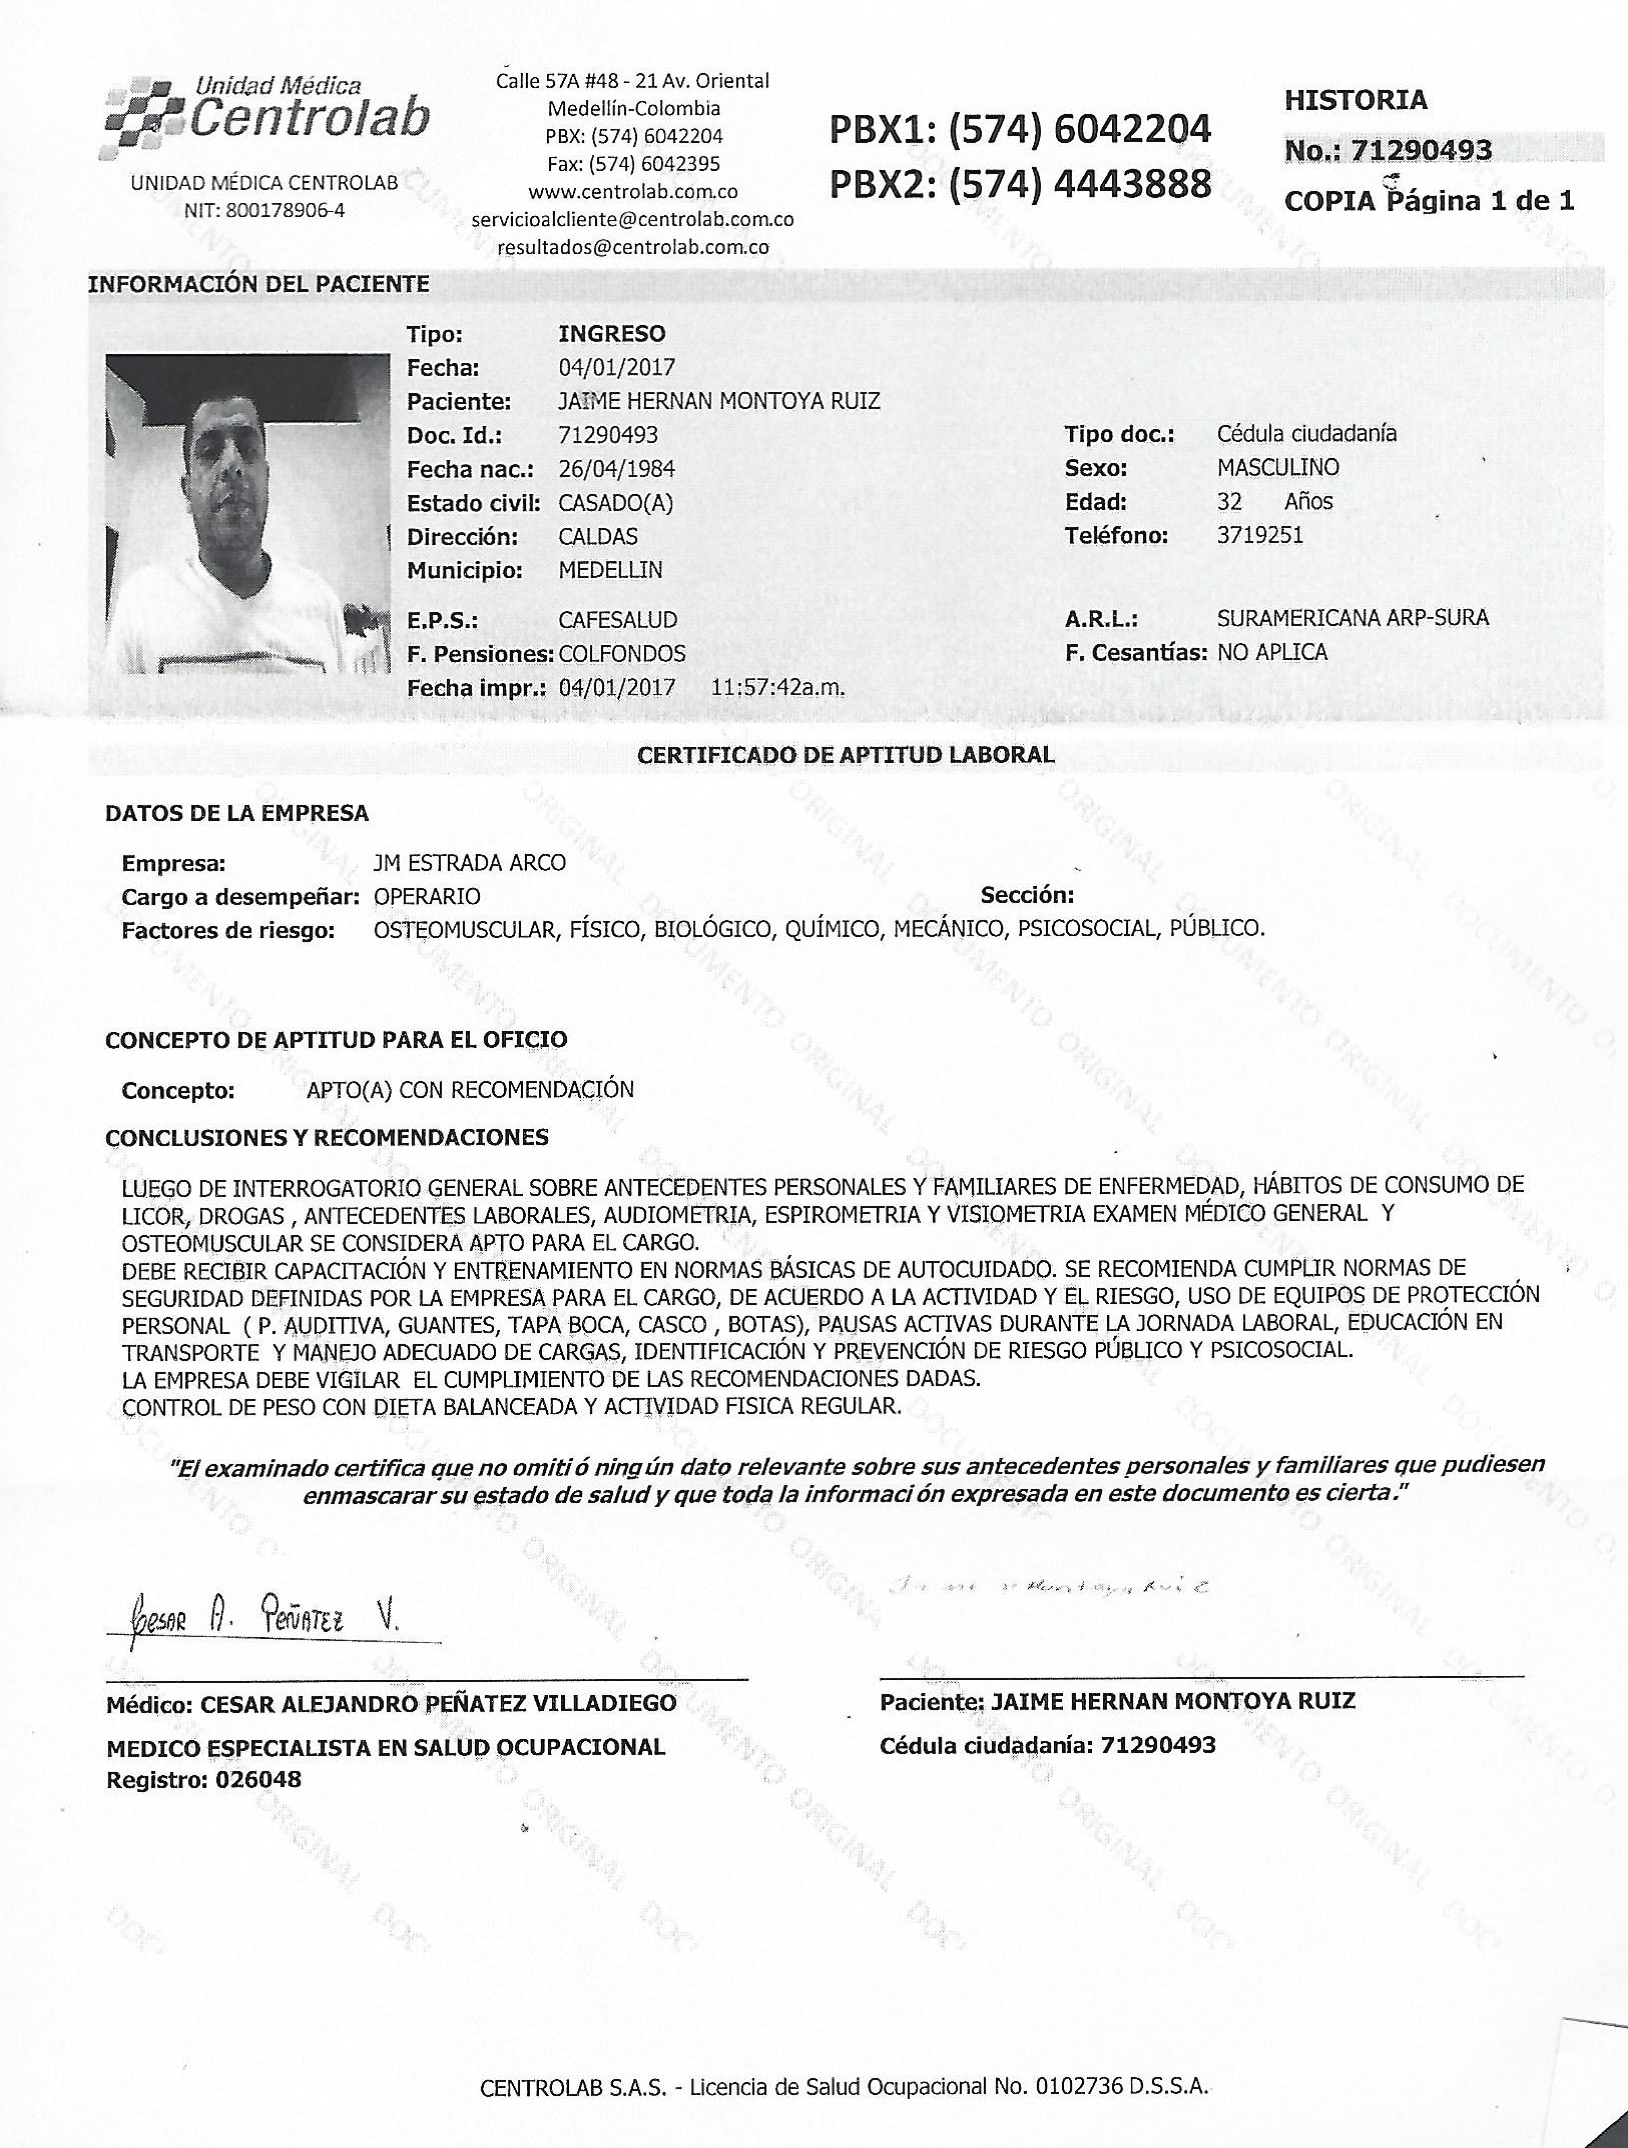 Unidad Médica
Centrolab
UNIDAD MÉDICA CENTROLAB
NIT: 800178906-4
Calle 57A #48 - 21 Av. Oriental
Medellín-Colombia
PBX: (574) 6042204
Fax: (574) 6042395
www.centrolab.com.co
servicioalcliente@centrolab.com.co
resultados@centrolab.com.co
PBX1: (574) 6042204
PBX2: (574) 4443888
HISTORIA
No.: 71290493
COPIA Página 1 de 1
INFORMACIÓN DEL PACIENTE
Tipo: INGRESO
Fecha: 04/01/2017
Paciente: JAIME HERNAN MONTOYA RUIZ
Doc. Id.: 71290493 Tipo doc.: Cédula ciudadanía
Fecha nac.: 26/04/1984 Sexo: MASCULINO
Estado civil: CASADO(A) Edad: 32 Años
Dirección: CALDAS Teléfono: 3719251
Municipio: MEDELLIN
E.P.S.: CAFESALUD A.R.L.: SURAMERICANA ARP-SURA
F. Pensiones: COLFONDOS F. Cesantías: NO APLICA
Fecha impr.: 04/01/2017 11:57:42a.m.
CERTIFICADO DE APTITUD LABORAL
DATOS DE LA EMPRESA
Empresa: JM ESTRADA ARCO
Cargo a desempeñar: OPERARIO Sección:
Factores de riesgo: OSTEOMUSCULAR, FÍSICO, BIOLÓGICO, QUÍMICO, MECÁNICO, PSICOSOCIAL, PÚBLICO.
CONCEPTO DE APTITUD PARA EL OFICIO
Concepto: APTO(A) CON RECOMENDACIÓN
CONCLUSIONES Y RECOMENDACIONES
LUEGO DE INTERROGATORIO GENERAL SOBRE ANTECEDENTES PERSONALES Y FAMILIARES DE ENFERMEDAD, HÁBITOS DE CONSUMO DE
LICOR, DROGAS , ANTECEDENTES LABORALES, AUDIOMETRIA, ESPIROMETRIA Y VISIOMETRIA EXAMEN MÉDICO GENERAL Y
OSTEOMUSCULAR SE CONSIDERA APTO PARA EL CARGO.
DEBE RECIBIR CAPACITACIÓN Y ENTRENAMIENTO EN NORMAS BÁSICAS DE AUTOCUIDADO. SE RECOMIENDA CUMPLIR NORMAS DE
SEGURIDAD DEFINIDAS POR LA EMPRESA PARA EL CARGO, DE ACUERDO A LA ACTIVIDAD Y EL RIESGO, USO DE EQUIPOS DE PROTECCIÓN
PERSONAL ( P. AUDITIVA, GUANTES, TAPA BOCA, CASCO , BOTAS), PAUSAS ACTIVAS DURANTE LA JORNADA LABORAL, EDUCACIÓN EN
TRANSPORTE Y MANEJO ADECUADO DE CARGAS, IDENTIFICACIÓN Y PREVENCIÓN DE RIESGO PÚBLICO Y PSICOSOCIAL.
LA EMPRESA DEBE VIGILAR EL CUMPLIMIENTO DE LAS RECOMENDACIONES DADAS.
CONTROL DE PESO CON DIETA BALANCEADA Y ACTIVIDAD FISICA REGULAR.
"El examinado certifica que no omitió ningún dato relevante sobre sus antecedentes personales y familiares que pudiesen
enmascarar su estado de salud y que toda la información expresada en este documento es cierta."
Cesar A. Peñatez V.
Montoya Ruiz
Médico: CESAR ALEJANDRO PEÑATEZ VILLADIEGO
MEDICO ESPECIALISTA EN SALUD OCUPACIONAL
Registro: 026048
Paciente: JAIME HERNAN MONTOYA RUIZ
Cédula ciudadanía: 71290493
DOCUMENTO ORIGINAL
CENTROLAB S.A.S. - Licencia de Salud Ocupacional No. 0102736 D.S.S.A.